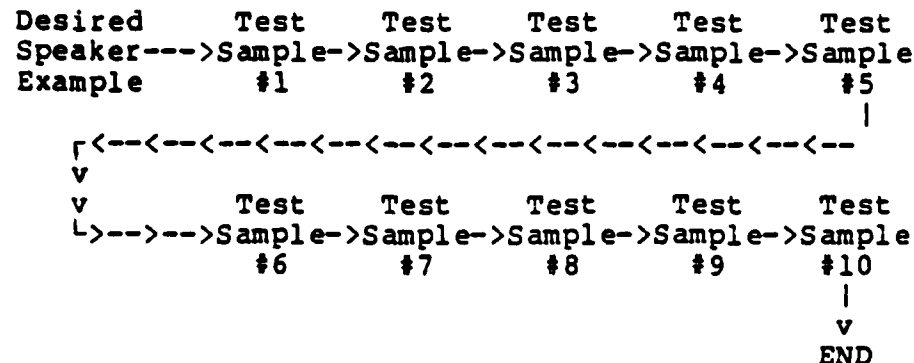 Desired Test Test Test Test Test
Speaker--->Sample->Sample->Sample->Sample->Sample
Example #1 #2 #3 #4 #5
|
┌<--<--<--<--<--<--<--<--<--<--<--<--<--<--
v
v Test Test Test Test Test
└>-->-->Sample->Sample->Sample->Sample->Sample
#6 #7 #8 #9 #10
|
v
END